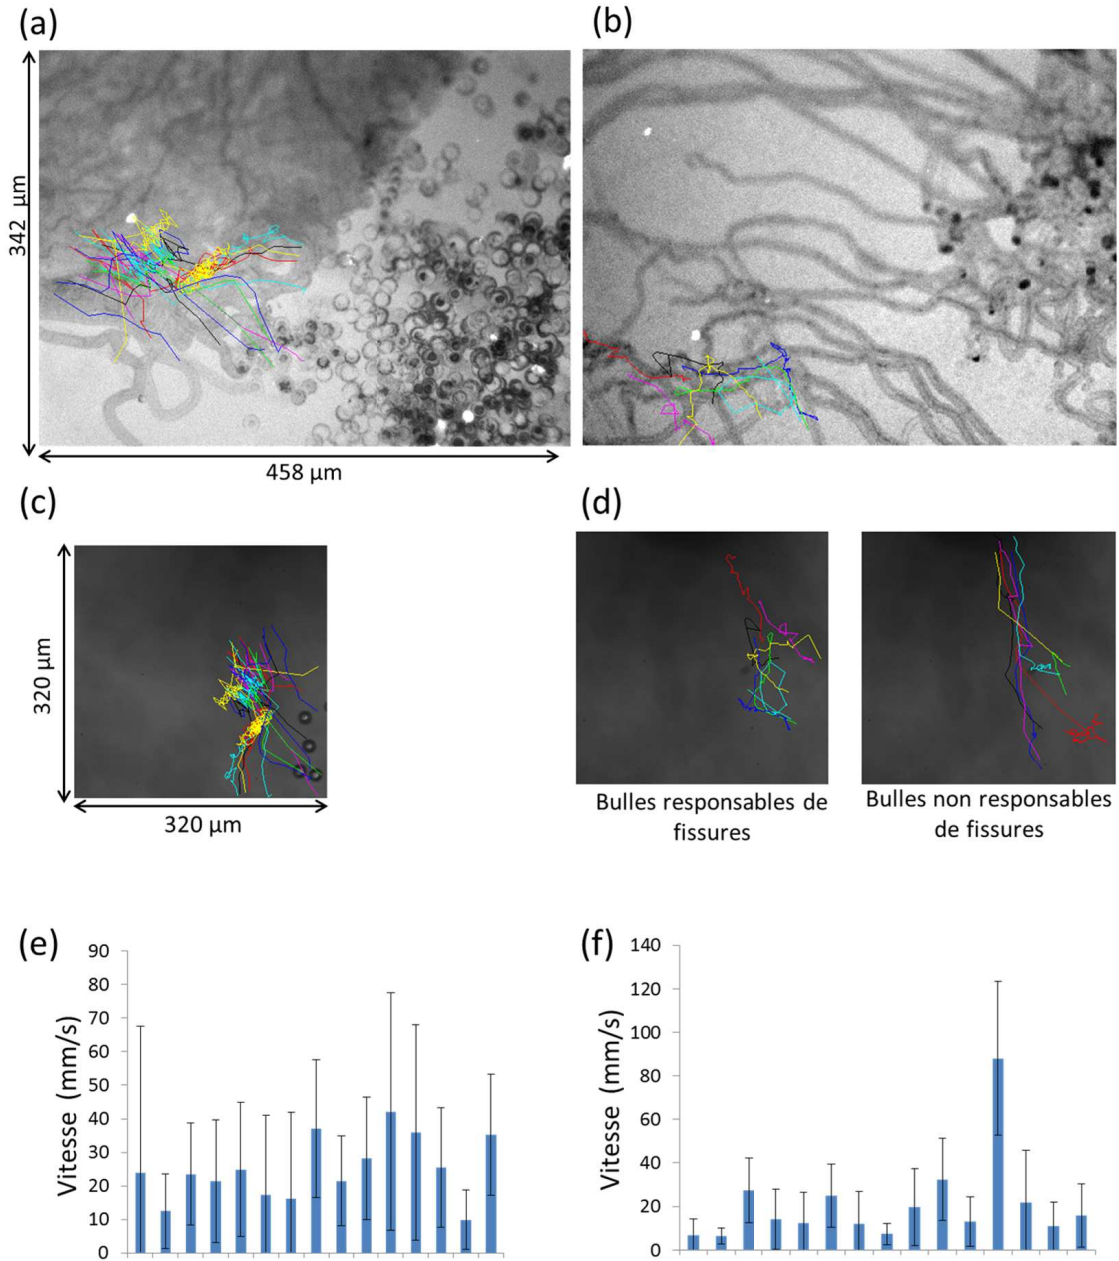 (a)
(b)
342 µm
458 µm
(c)
(d)
320 µm
320 µm
Bulles responsables de
fissures
Bulles non responsables
de fissures
(e)
(f)
Vitesse (mm/s)
90
80
70
60
50
40
30
20
10
0
Vitesse (mm/s)
140
120
100
80
60
40
20
0